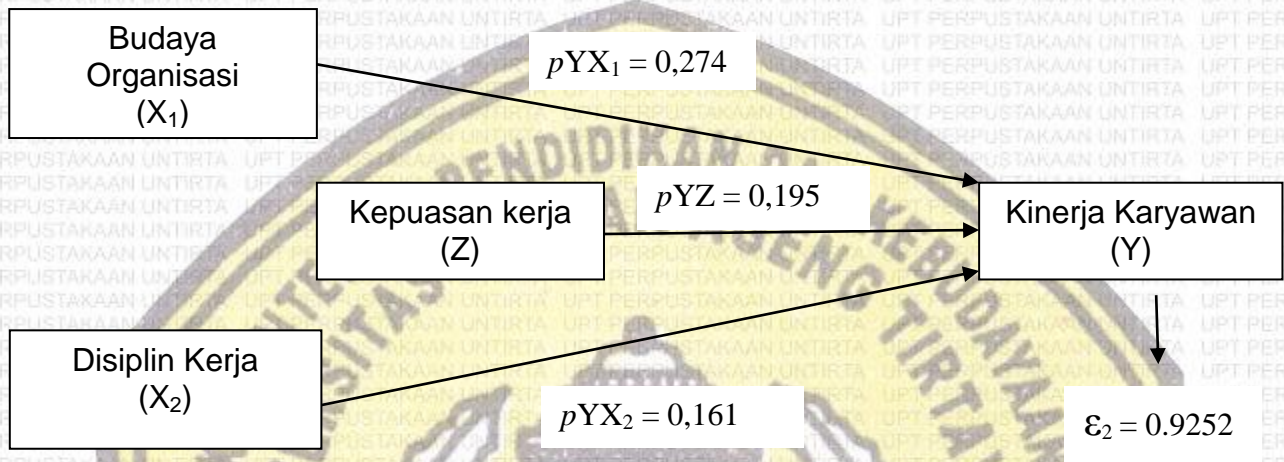 Budaya
Organisasi
(X₁)
pYX₁ = 0,274
Kepuasan kerja
(Z)
pYZ = 0,195
Kinerja Karyawan
(Y)
Disiplin Kerja
(X₂)
pYX₂ = 0,161
ε₂ = 0.9252